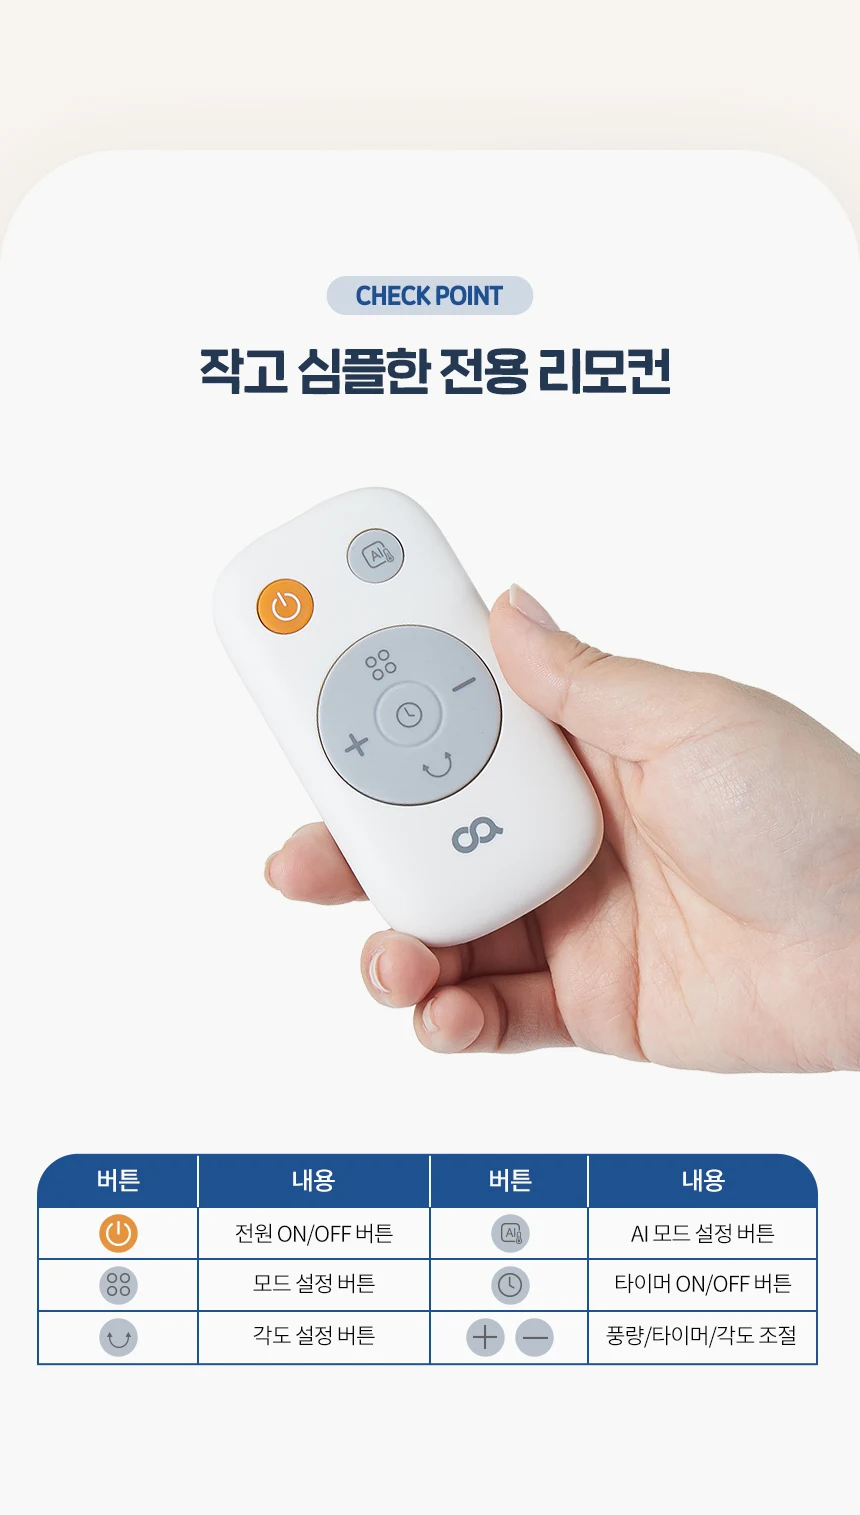 CHECK POINT
작고 심플한 전용 리모컨
AI
버튼 내용 버튼 내용
전원 ON/OFF 버튼 AI AI 모드 설정 버튼
모드 설정 버튼 타이머 ON/OFF 버튼
각도 설정 버튼 + − 풍량/타이머/각도 조절